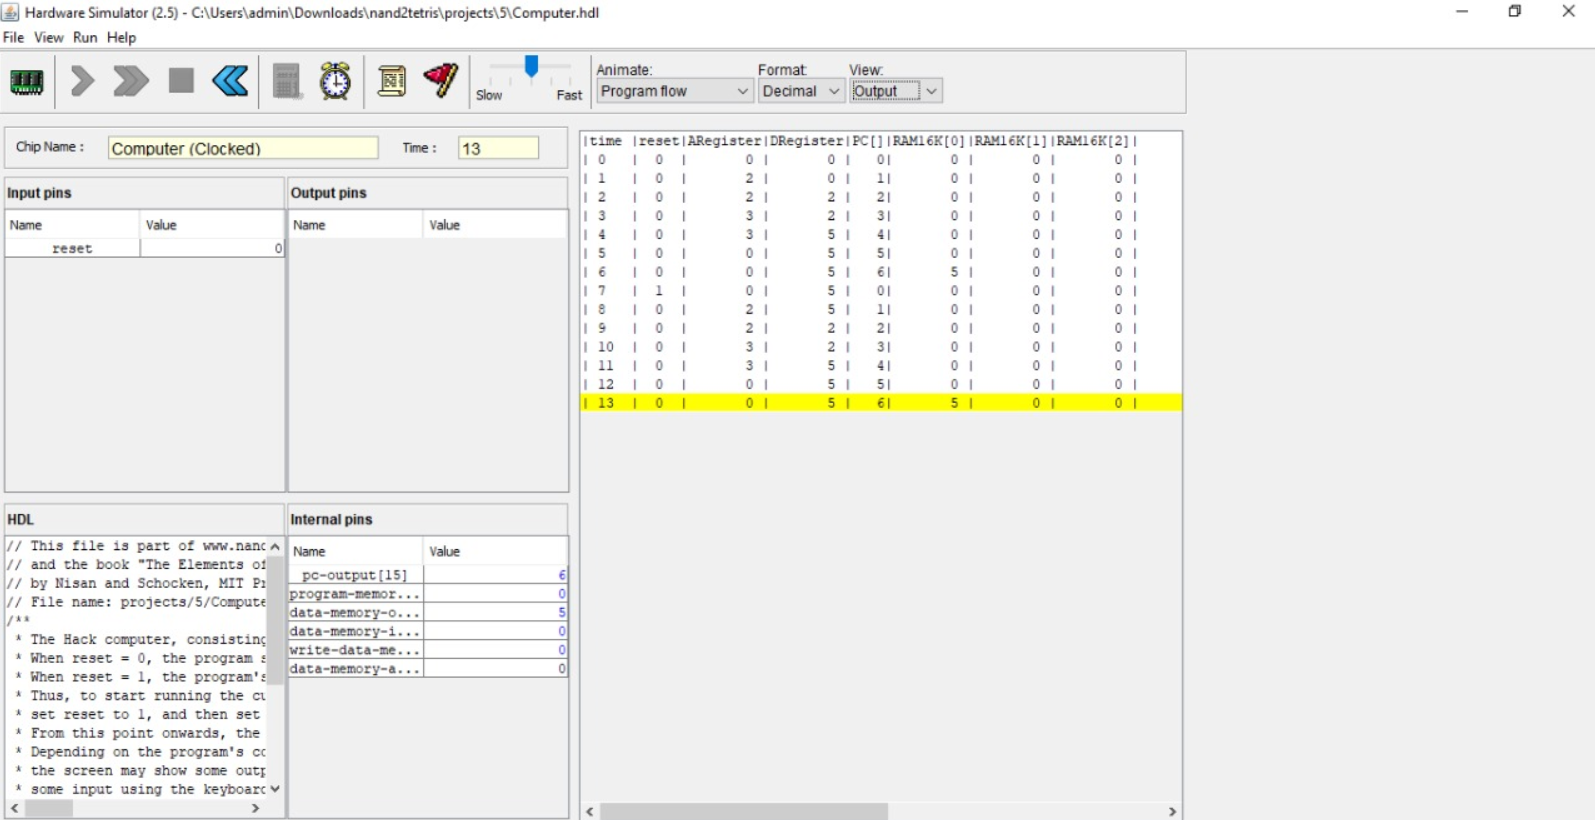 Hardware Simulator (2.5) - C:\Users\admin\Downloads\nand2tetris\projects\5\Computer.hdl
File View Run Help
Slow Fast
Animate: Format: View:
Program flow Decimal Output
Chip Name : Computer (Clocked) Time : 13
Input pins
Name Value
reset 0
Output pins
Name Value
HDL
// This file is part of www.nand
// and the book "The Elements of
// by Nisan and Schocken, MIT Pr
// File name: projects/5/Compute
/**
* The Hack computer, consisting
* When reset = 0, the program s
* When reset = 1, the program's
* Thus, to start running the cu
* set reset to 1, and then set
* From this point onwards, the
* Depending on the program's co
* the screen may show some outp
* some input using the keyboard
Internal pins
Name Value
pc-output[15] 6
program-memor... 0
data-memory-o... 5
data-memory-i... 0
write-data-me... 0
data-memory-a... 0
|time |reset|ARegister|DRegister|PC[]|RAM16K[0]|RAM16K[1]|RAM16K[2]|
| 0 | 0 | 0 | 0 | 0| 0 | 0 | 0 |
| 1 | 0 | 2 | 0 | 1| 0 | 0 | 0 |
| 2 | 0 | 2 | 2 | 2| 0 | 0 | 0 |
| 3 | 0 | 3 | 2 | 3| 0 | 0 | 0 |
| 4 | 0 | 3 | 5 | 4| 0 | 0 | 0 |
| 5 | 0 | 0 | 5 | 5| 0 | 0 | 0 |
| 6 | 0 | 0 | 5 | 6| 5 | 0 | 0 |
| 7 | 1 | 0 | 5 | 0| 0 | 0 | 0 |
| 8 | 0 | 2 | 5 | 1| 0 | 0 | 0 |
| 9 | 0 | 2 | 2 | 2| 0 | 0 | 0 |
| 10 | 0 | 3 | 2 | 3| 0 | 0 | 0 |
| 11 | 0 | 3 | 5 | 4| 0 | 0 | 0 |
| 12 | 0 | 0 | 5 | 5| 0 | 0 | 0 |
| 13 | 0 | 0 | 5 | 6| 5 | 0 | 0 |